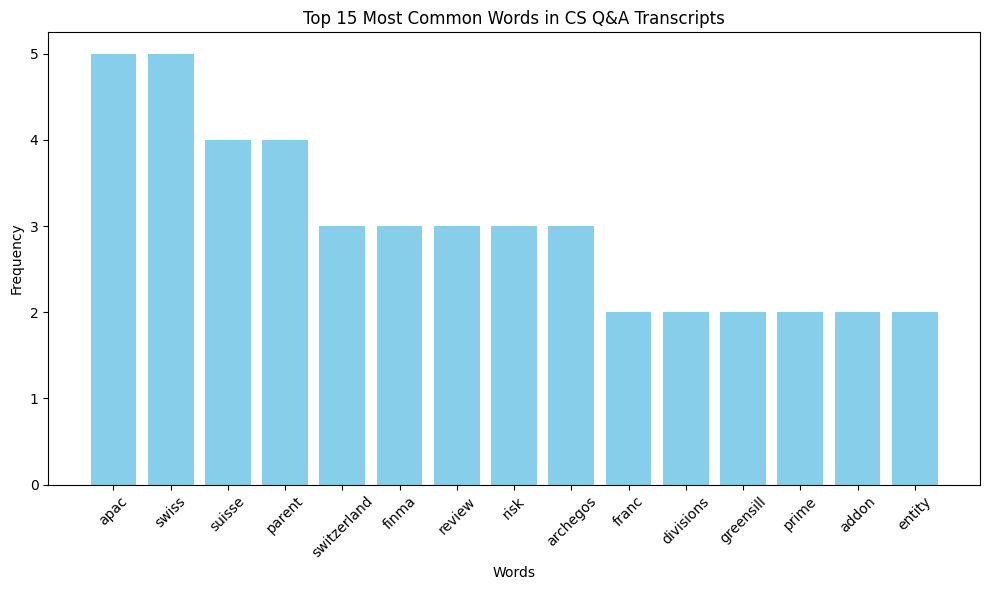 Top 15 Most Common Words in CS Q&A Transcripts
Frequency
5
4
3
2
1
0
apac
swiss
suisse
parent
switzerland
finma
review
risk
archegos
franc
divisions
greensill
prime
addon
entity
Words